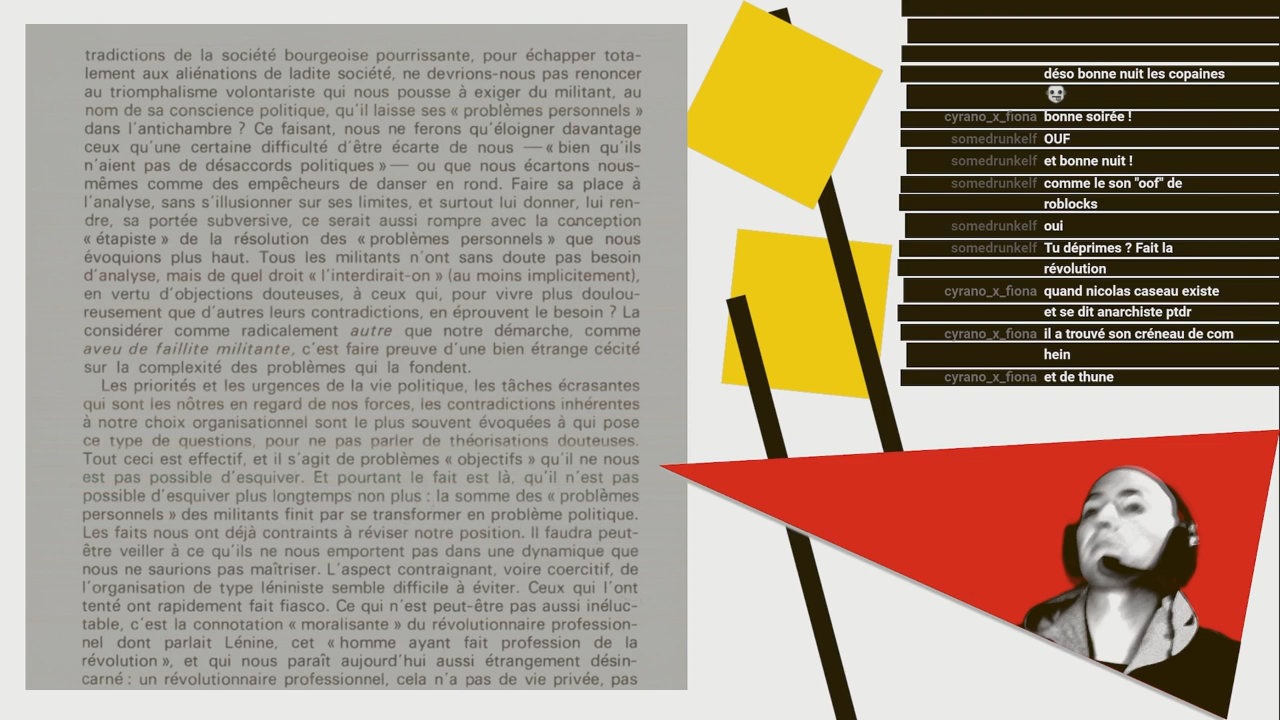 tradictions de la société bourgeoise pourrissante, pour échapper tota-
lement aux aliénations de ladite société, ne devrions-nous pas renoncer
au triomphalisme volontariste qui nous pousse à exiger du militant, au
nom de sa conscience politique, qu'il laisse ses « problèmes personnels »
dans l'antichambre ? Ce faisant, nous ne ferons qu'éloigner davantage
ceux qu'une certaine dificulté d'être écarte de nous — « bien qu'ils
n'aient pas de désaccords politiques » — ou que nous écartons nous-
mêmes comme des empêcheurs de danser en rond. Faire sa place à
l'analyse, sans s'illusionner sur ses limites, et surtout lui donner, lui ren-
dre, sa portée subversive, ce serait aussi rompre avec la conception
« étapiste » de la résolution des « problèmes personnels » que nous
évoquions plus haut. Tous les militants n'ont sans doute pas besoin
d'analyse, mais de quel droit « l'interdirait-on » (au moins implicitement),
en vertu d'objections douteuses, à ceux qui, pour vivre plus doulou-
reusement que d'autres leurs contradictions, en éprouvent le besoin ? La
considérer comme radicalement autre que notre démarche, comme
aveu de faillite militante, c'est faire preuve d'une bien étrange cécité
sur la complexité des problèmes qui la fondent.
Les priorités et les urgences de la lutte politique, les tâches écrasantes
qui sont les nôtres en regard de nos forces, les contradictions inhérentes
à notre choix organisationnel sont le plus souvent évoquées à qui pose
ce type de questions, pour ne pas parler de théorisations douteuses.
Tout ceci est effectif, et il s'agit de problèmes « objectifs » qu'il ne nous
est pas possible d'esquiver. Et pourtant le fait est là, qu'il n'est pas
possible d'esquiver plus longtemps non plus : la somme des « problèmes
personnels » des militants finit par se transformer en problème politique.
Les faits nous ont déjà contraints à réviser notre position. Il faudra peut-
être veiller à ce qu'ils ne nous emportent pas dans une dynamique que
nous ne saurions pas maîtriser. L'aspect contraignant, voire coercitif, de
l'organisation de type léniniste semble difficile à éviter. Ceux qui l'ont
tenté ont rapidement fait fiasco. Ce qui n'est peut-être pas aussi inéluc-
table, c'est la connotation « moralisante » du révolutionnaire profession-
nel dont parlait Lénine, cet « homme ayant fait profession de la
révolution », et qui nous paraît aujourd'hui aussi étrangement désin-
carné : un révolutionnaire professionnel, cela n'a pas de vie privée, pas
déso bonne nuit les copaines
cyrano_x_fiona bonne soirée !
somedrunkelf OUF
somedrunkelf et bonne nuit !
somedrunkelf comme le son "oof" de
roblocks
somedrunkelf oui
somedrunkelf Tu déprimes ? Fait la
révolution
cyrano_x_fiona quand nicolas caseau existe
et se dit anarchiste ptdr
cyrano_x_fiona il a trouvé son créneau de com
hein
cyrano_x_fiona et de thune